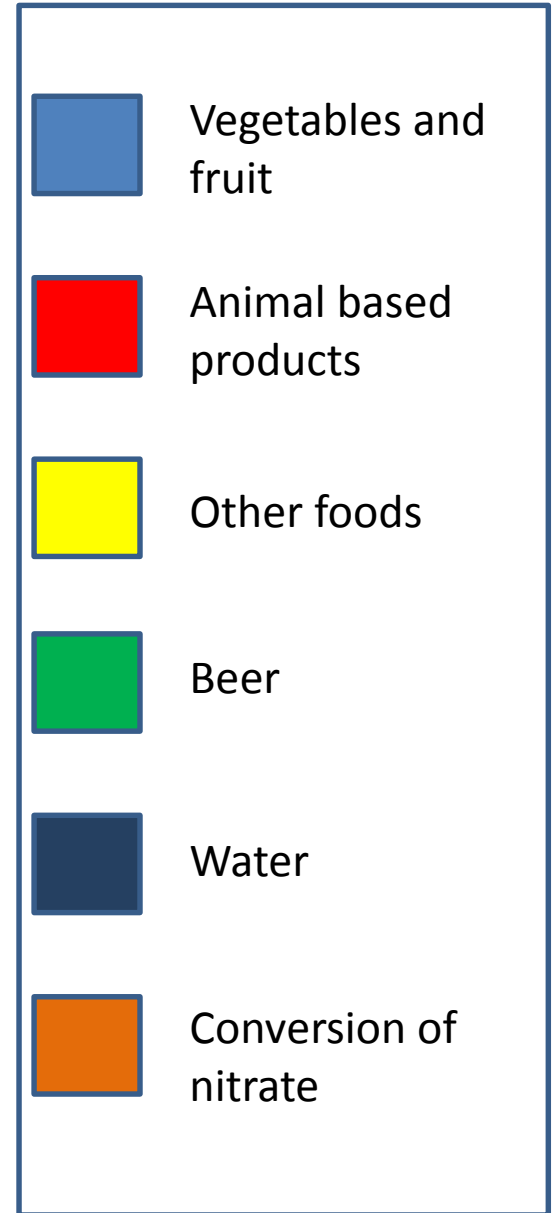 Vegetables and
fruit
Animal based
products
Other foods
Beer
Water
Conversion of
nitrate